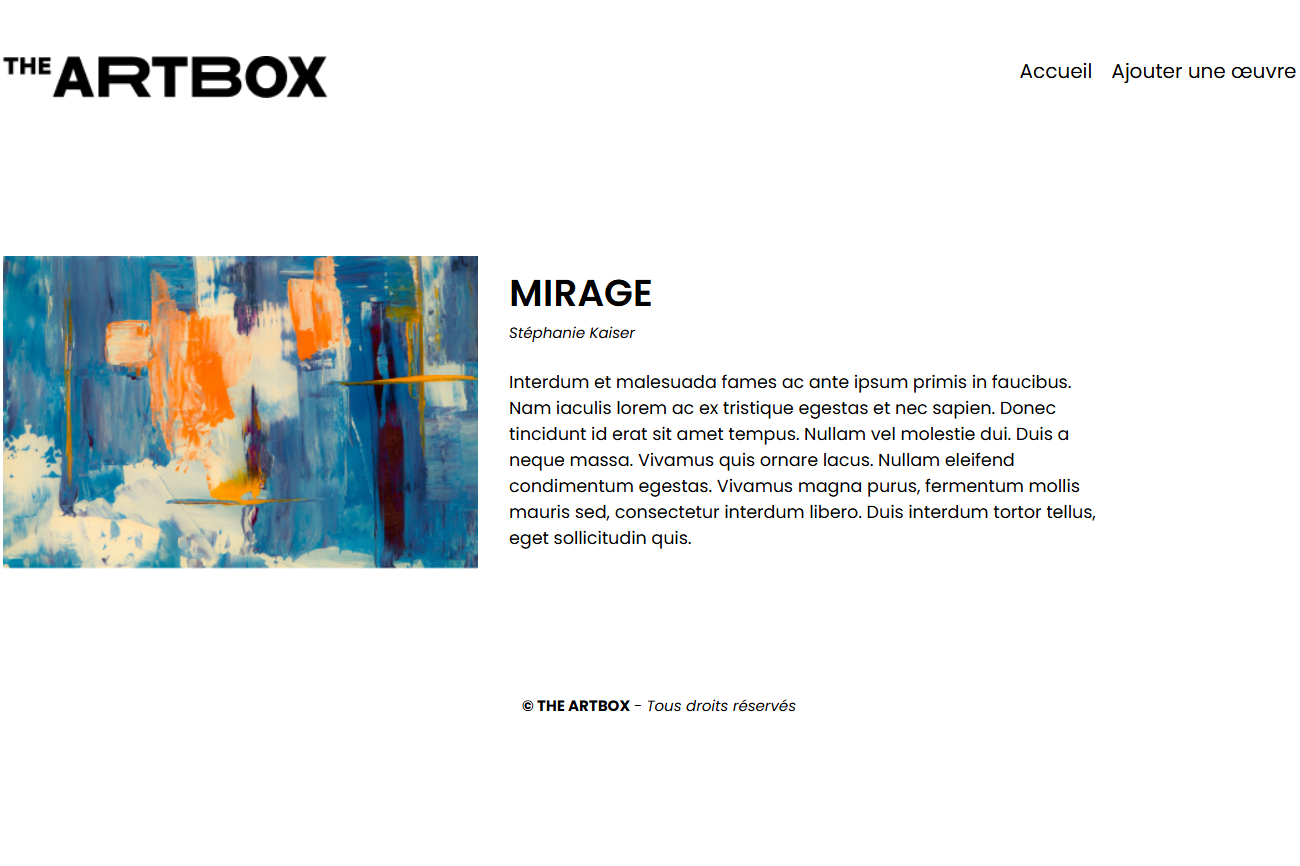 THE ARTBOX
Accueil Ajouter une œuvre
MIRAGE
Stéphanie Kaiser
Interdum et malesuada fames ac ante ipsum primis in faucibus.
Nam iaculis lorem ac ex tristique egestas et nec sapien. Donec
tincidunt id erat sit amet tempus. Nullam vel molestie dui. Duis a
neque massa. Vivamus quis ornare lacus. Nullam eleifend
condimentum egestas. Vivamus magna purus, fermentum mollis
mauris sed, consectetur interdum libero. Duis interdum tortor tellus,
eget sollicitudin quis.
© THE ARTBOX - Tous droits réservés